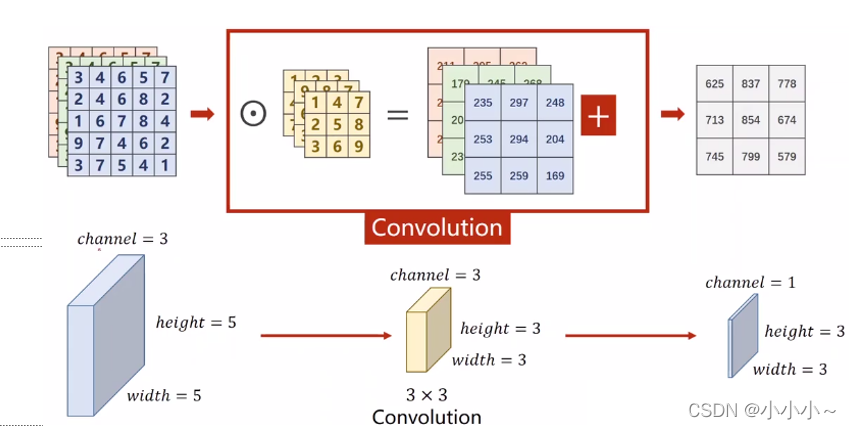 3 4 6 5 7
2 4 6 8 2
1 6 7 8 4
9 7 4 6 2
3 7 5 4 1
⊙
1 4 7
2 5 8
3 6 9
=
235 297 248
253 294 204
255 259 169
+
625 837 778
713 854 674
745 799 579
Convolution
channel = 3
height = 5
width = 5
channel = 3
height = 3
width = 3
3 × 3
Convolution
channel = 1
height = 3
width = 3
CSDN @小小小~